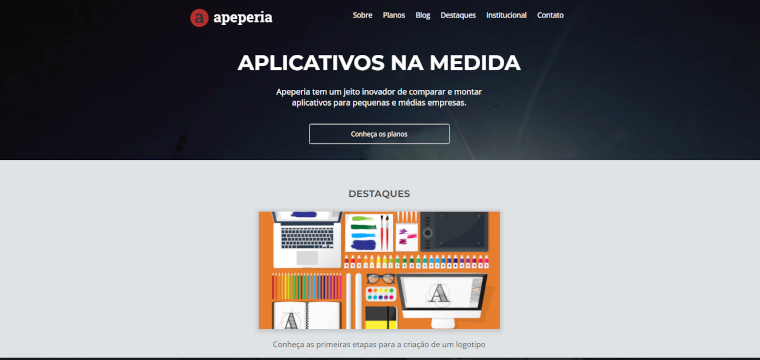 a apeperia
Sobre Planos Blog Destaques Institucional Contato
APLICATIVOS NA MEDIDA
Apeperia tem um jeito inovador de comparar e montar
aplicativos para pequenas e médias empresas.
Conheça os planos
DESTAQUES
A
A
Conheça as primeiras etapas para a criação de um logotipo